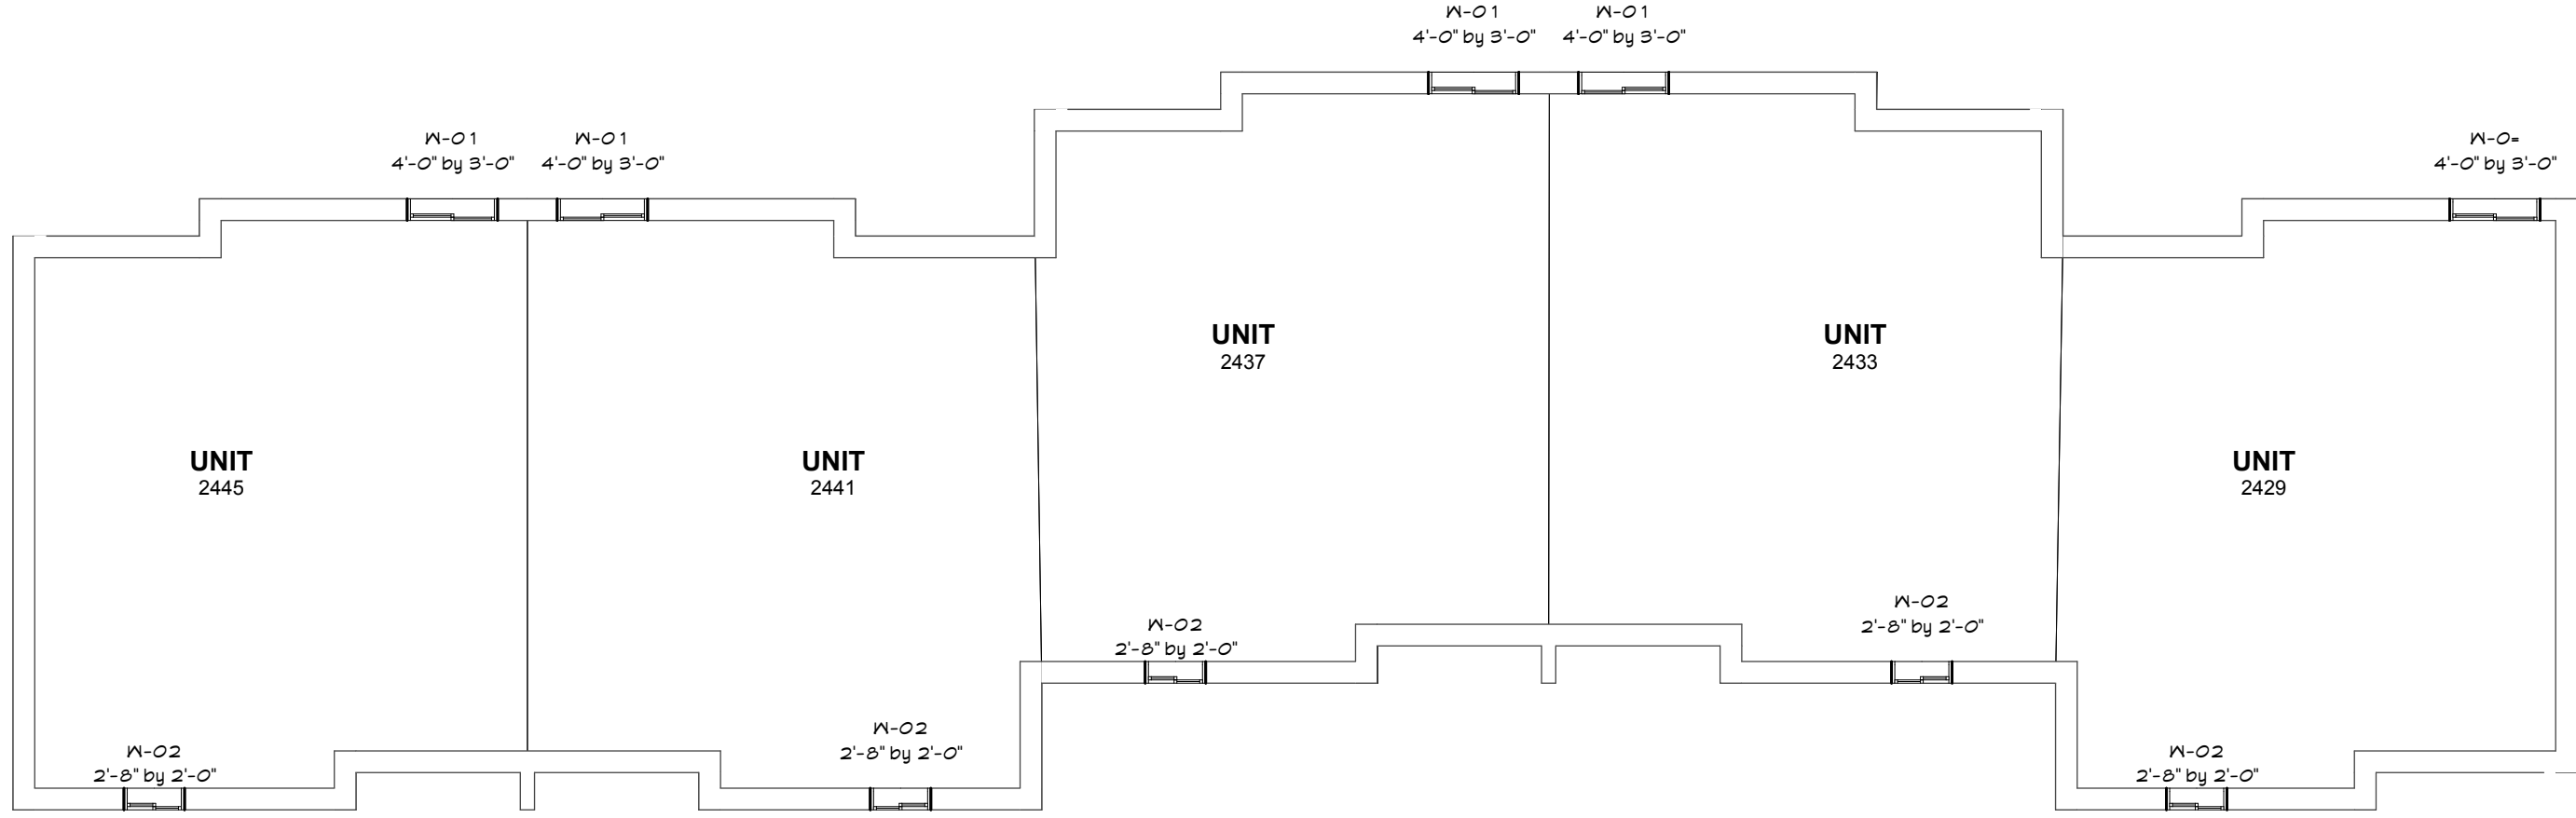 W-01
4'-0" by 3'-0"
W-01
4'-0" by 3'-0"
W-01
4'-0" by 3'-0"
W-01
4'-0" by 3'-0"
W-0=
4'-0" by 3'-0"
UNIT
2437
UNIT
2433
UNIT
2445
UNIT
2441
UNIT
2429
W-02
2'-8" by 2'-0"
W-02
2'-8" by 2'-0"
W-02
2'-8" by 2'-0"
W-02
2'-8" by 2'-0"
W-02
2'-8" by 2'-0"